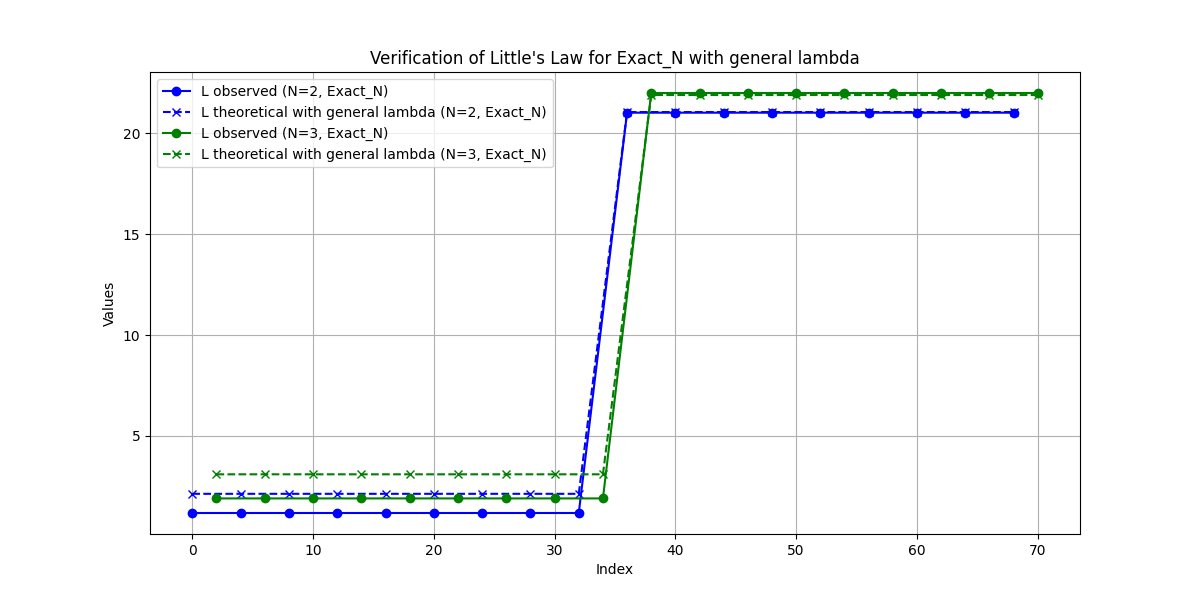 Verification of Little's Law for Exact_N with general lambda
L observed (N=2, Exact_N)
L theoretical with general lambda (N=2, Exact_N)
L observed (N=3, Exact_N)
L theoretical with general lambda (N=3, Exact_N)
Values
20
15
10
5
0 10 20 30 40 50 60 70
Index